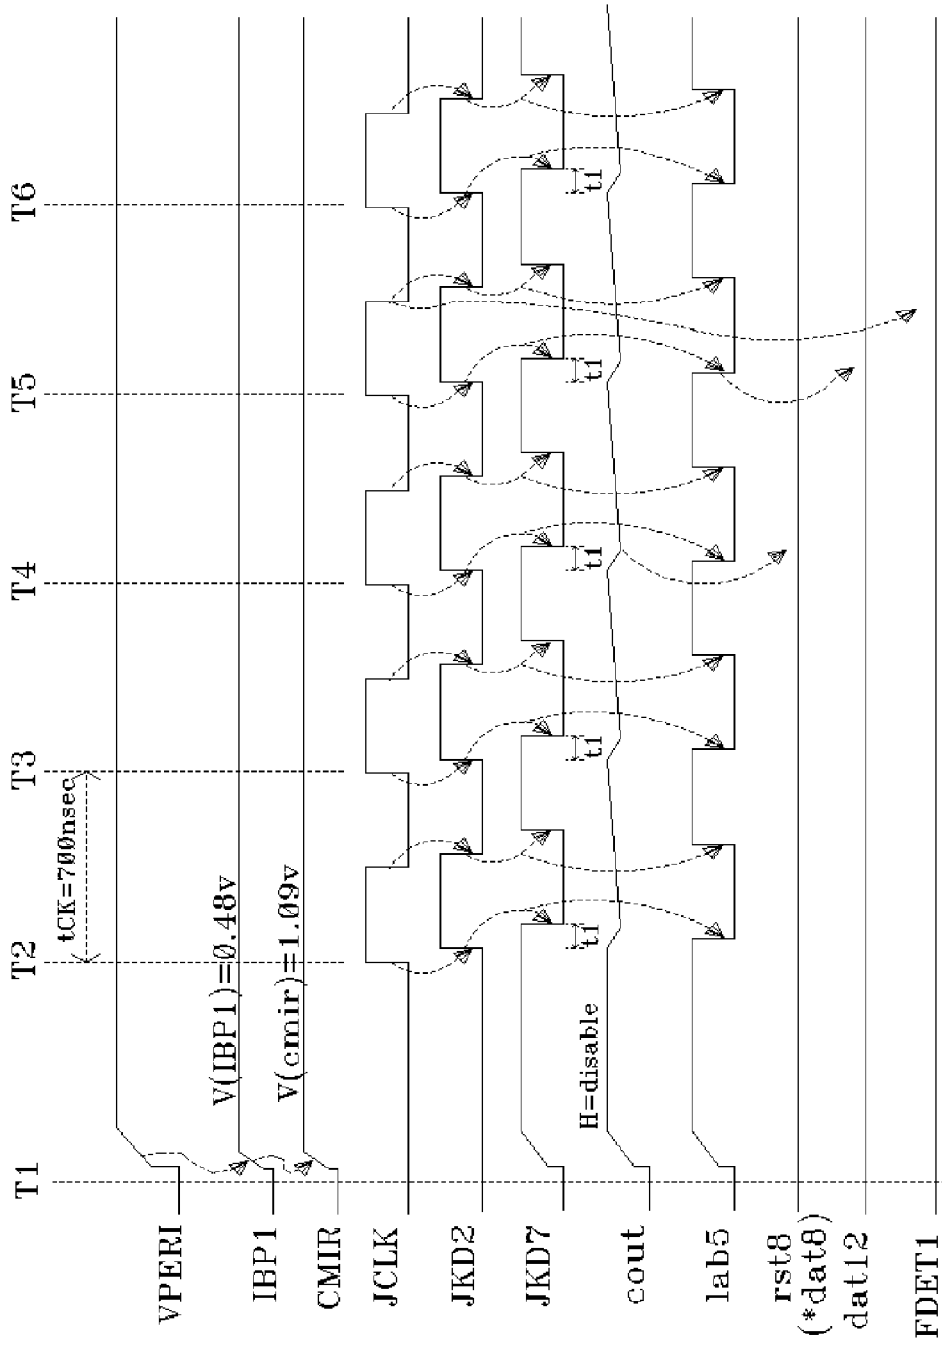 T1
T2
T3
T4
T5
T6
tCK=700nsec
VPERI
IBP1
V(IBP1)=0.48v
CMIR
V(cmir)=1.09v
JCLK
JKD2
JKD7
t1
t1
t1
t1
t1
H=disable
cout
lab5
rst8
(*dat8)
dat12
FDET1